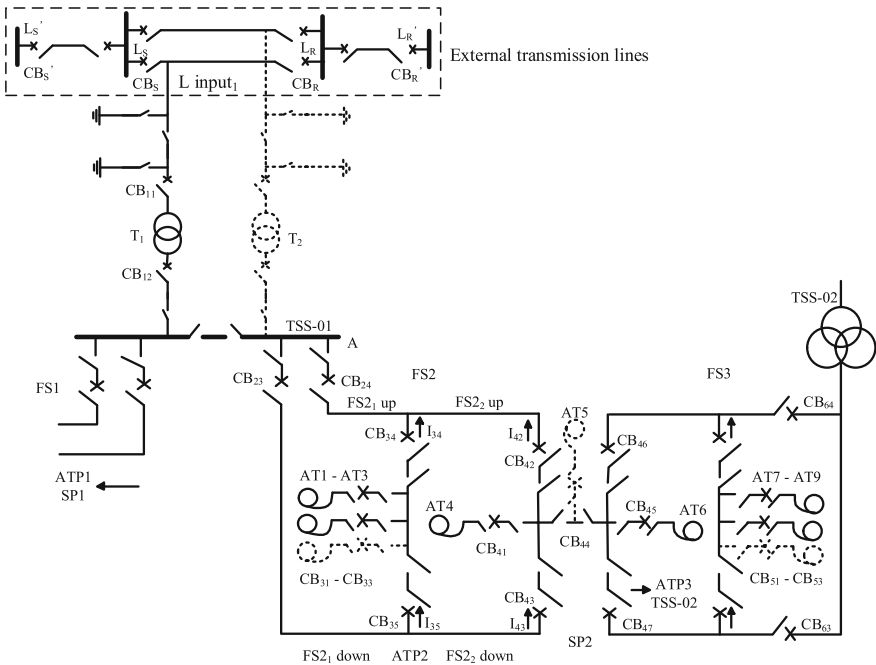 L_S'
L_S
L_R
L_R'
External transmission lines
CB_S'
CB_S
L input_1
CB_R
CB_R'
CB_11
T_1
T_2
CB_12
TSS-02
TSS-01
A
FS1
CB_23
CB_24
FS2
FS3
FS2_1 up
FS2_2 up
CB_64
AT5
CB_34
I_34
I_42
CB_46
CB_42
AT1 - AT3
AT7 - AT9
ATP1
SP1
AT4
CB_45
AT6
CB_41
CB_44
CB_31 - CB_33
CB_51 - CB_53
CB_43
ATP3
TSS-02
CB_35
I_35
I_43
CB_47
CB_63
SP2
FS2_1 down
ATP2
FS2_2 down